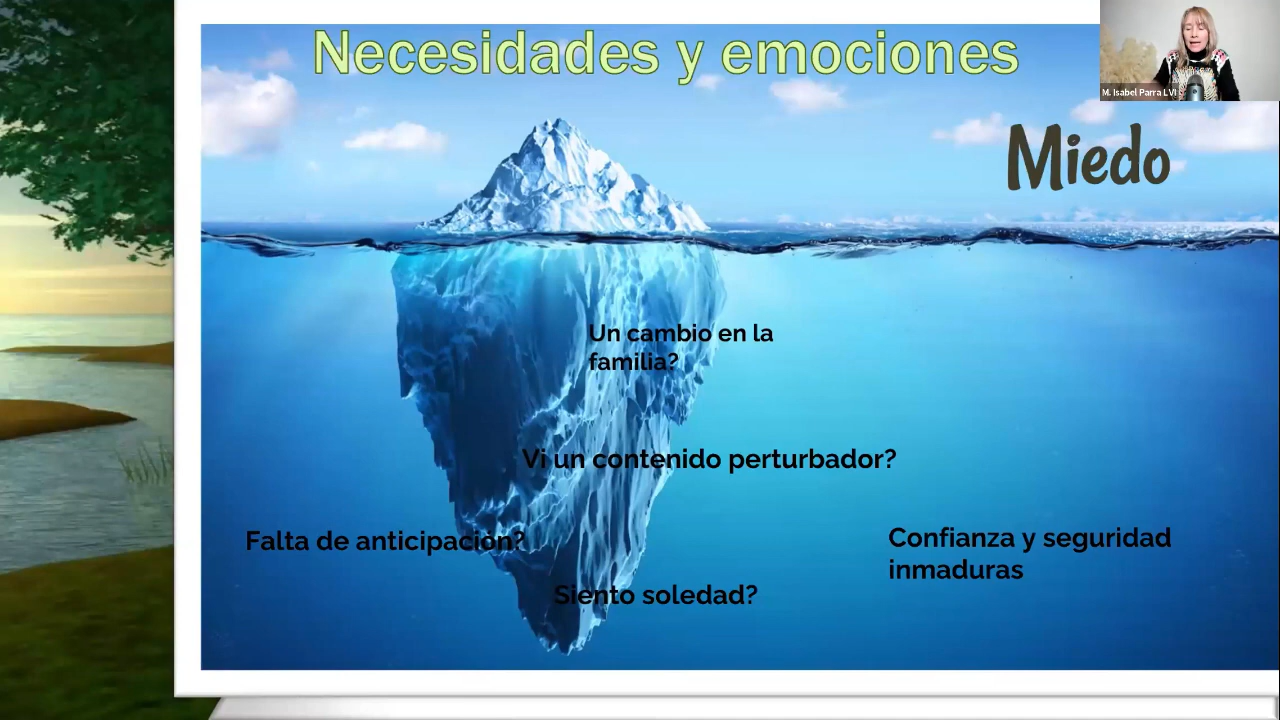 Necesidades y emociones
M. Isabel Parra LVI
Miedo
Un cambio en la
familia?
Vi un contenido perturbador?
Falta de anticipación?
Confianza y seguridad
inmaduras
Siento soledad?